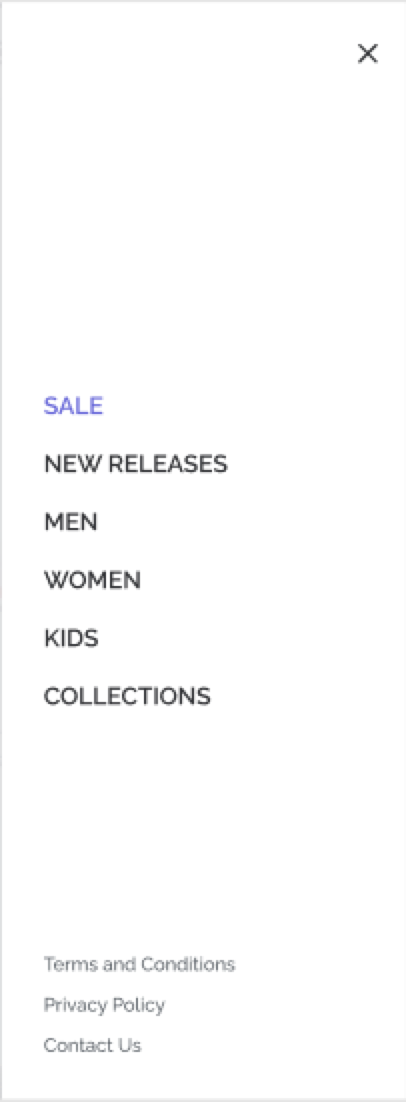 SALE
NEW RELEASES
MEN
WOMEN
KIDS
COLLECTIONS
Terms and Conditions
Privacy Policy
Contact Us